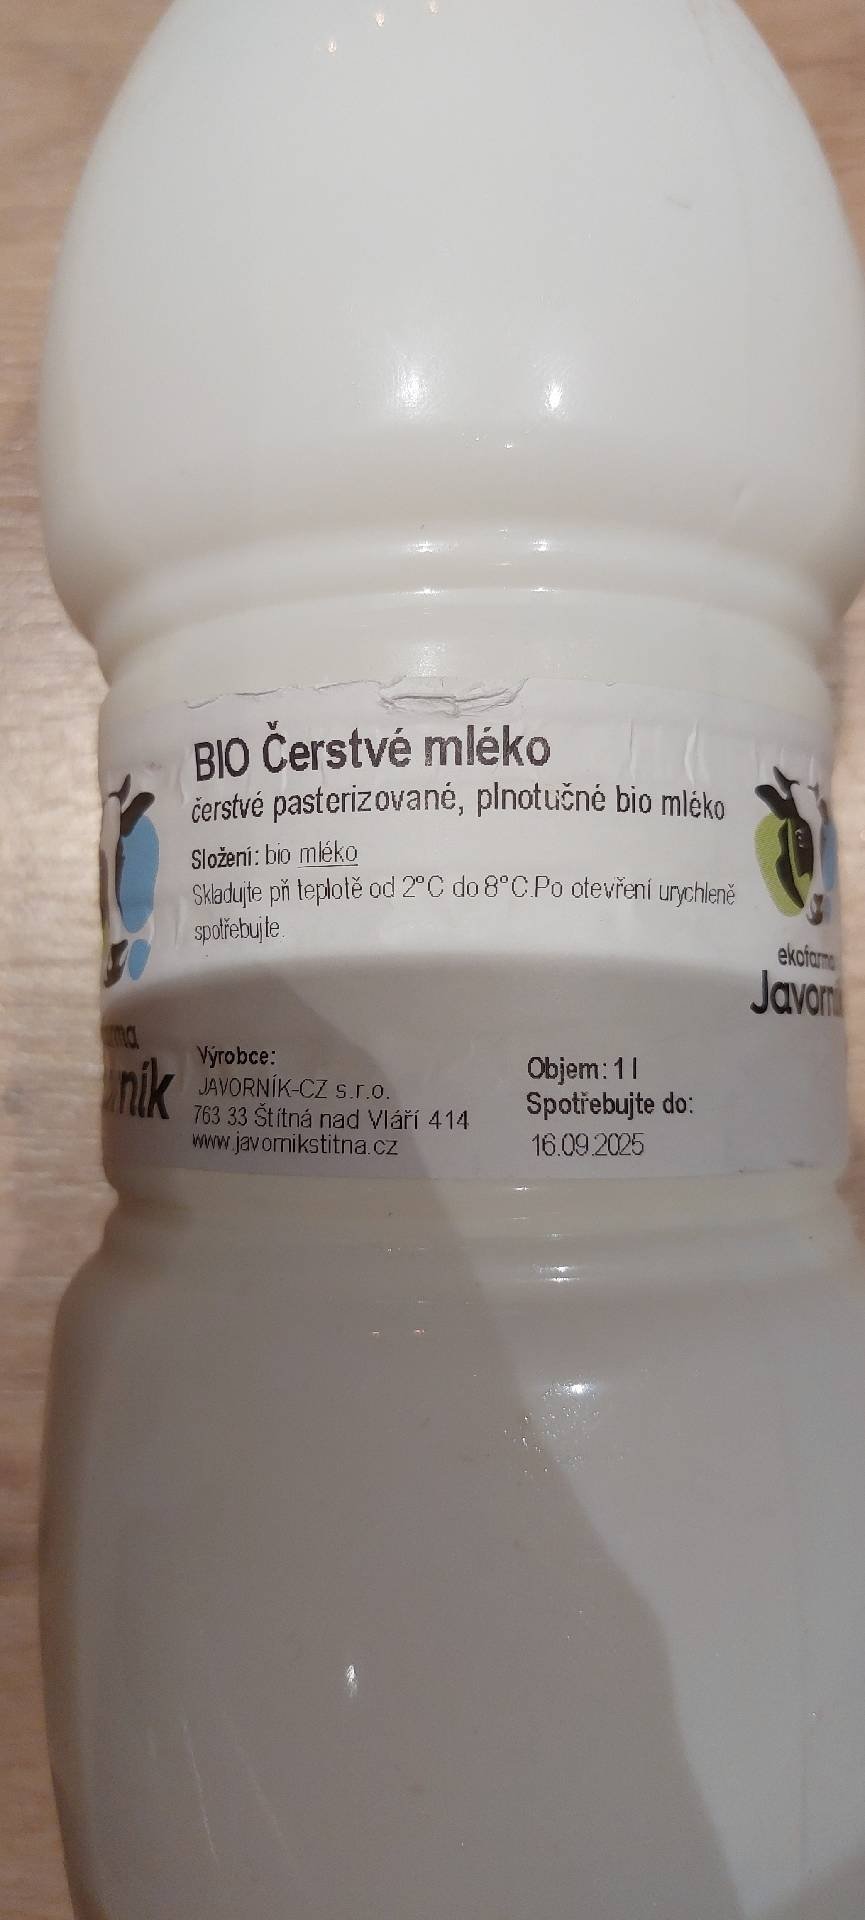 BIO Čerstvé mléko
čerstvé pasterizované, plnotučné bio mléko
Složení: bio mléko
Skladujte při teplotě od 2°C do 8°C.Po otevření urychleně
spotřebujte.
ekofarma
Javorník
Výrobce:
JAVORNÍK-CZ s.r.o.
763 33 Štítná nad Vláří 414
www.javornikstitna.cz
Objem: 1 l
Spotřebujte do:
16.09.2025